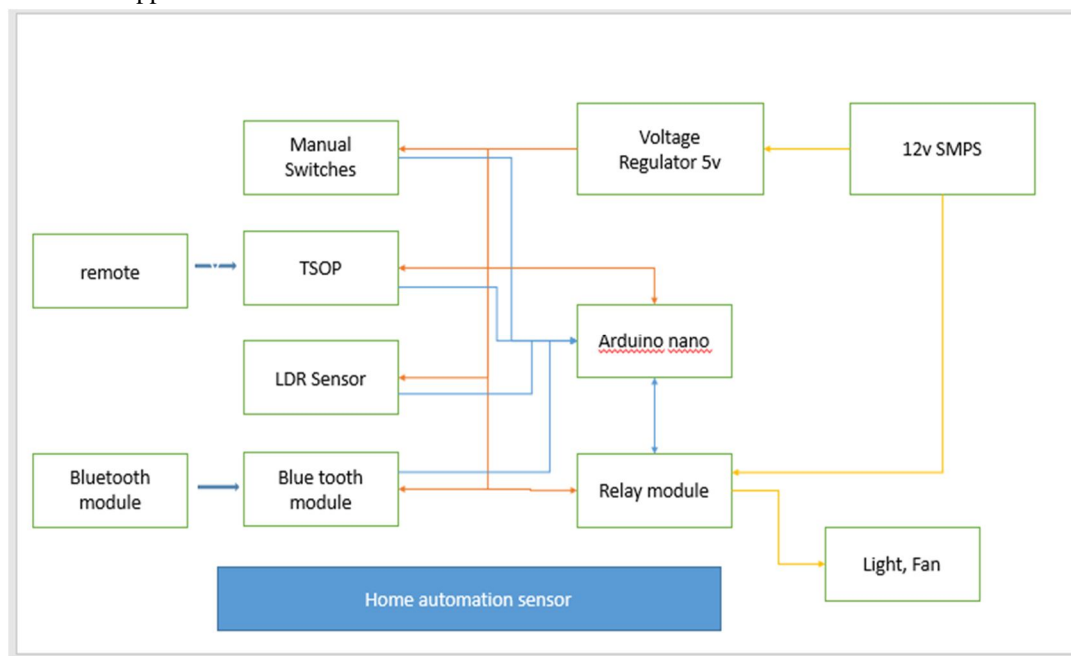 Manual
Switches
Voltage
Regulator 5v
12v SMPS
remote
TSOP
Arduino nano
LDR Sensor
Bluetooth
module
Blue tooth
module
Relay module
Light, Fan
Home automation sensor